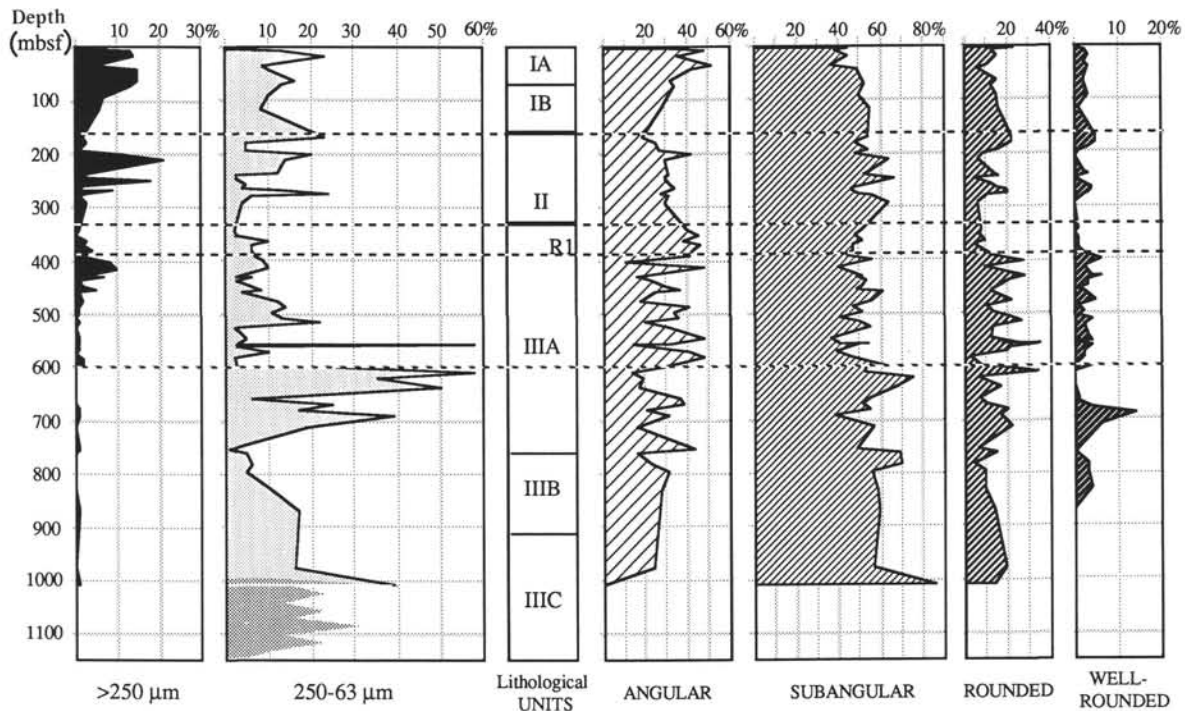 Depth
(mbsf)
10 20 30%
0 10 20 30 40 50 60%
20 40 60%
20 40 60 80%
20 40%
10 20%
100
200
300
400
500
600
700
800
900
1000
1100
IA
IB
II
R1
IIIA
IIIB
IIIC
>250 µm
250-63 µm
Lithological
UNITS
ANGULAR
SUBANGULAR
ROUNDED
WELL-
ROUNDED